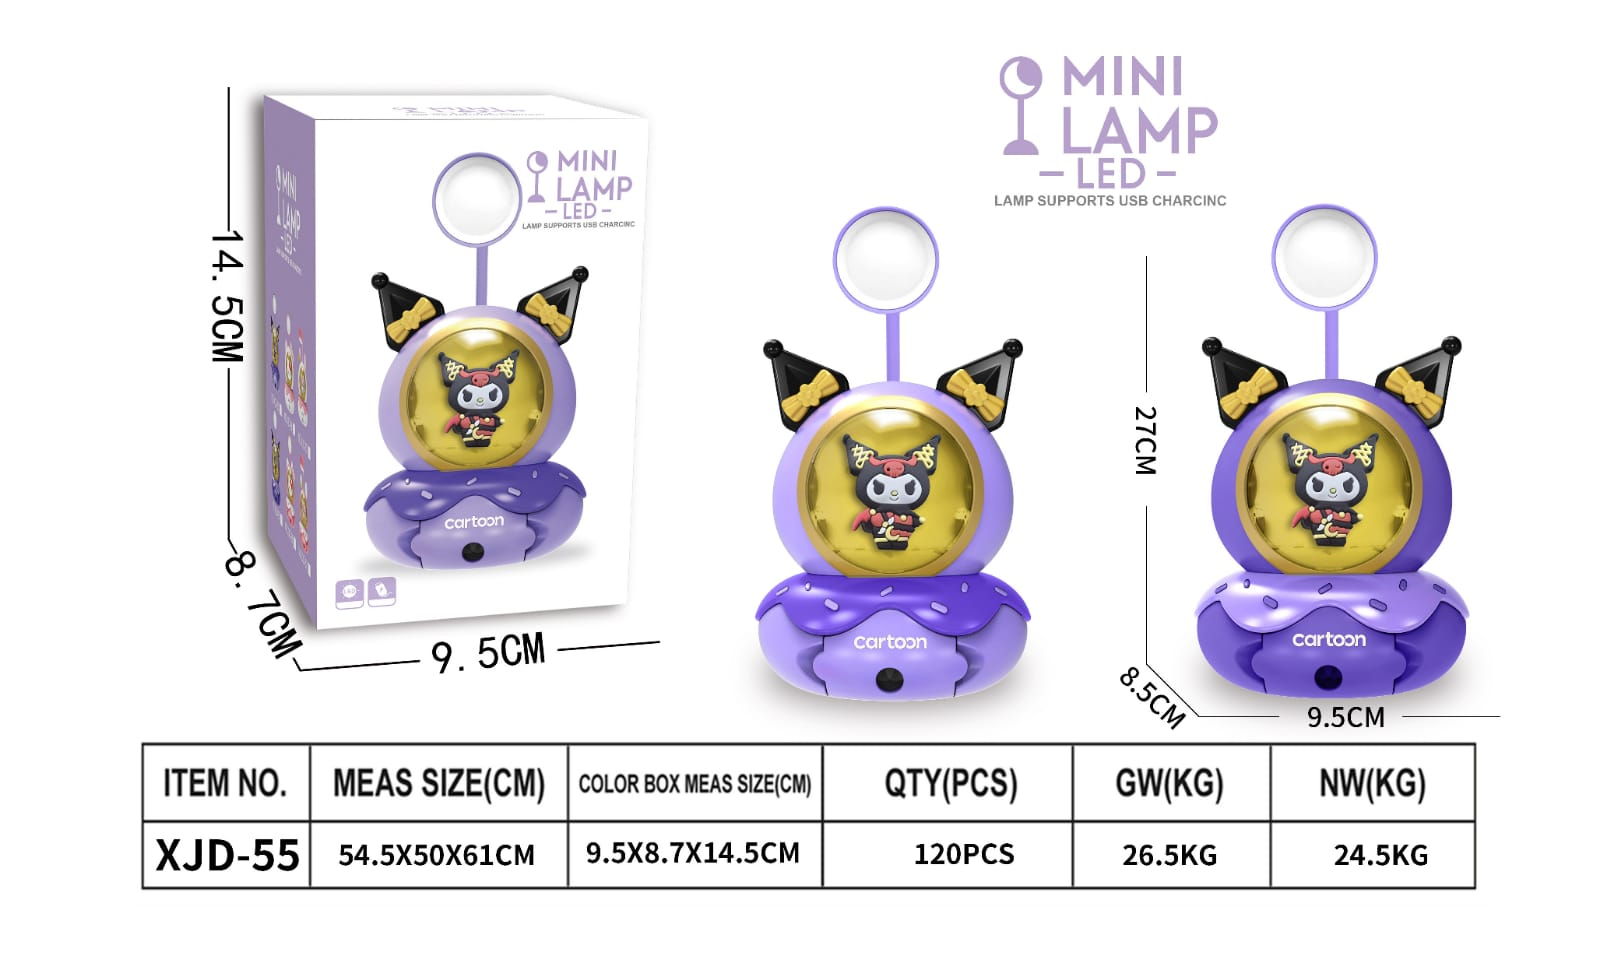 MINI
LAMP
LED
LAMP SUPPORTS USB CHARCINC
MINI
LAMP
LED
LAMP SUPPORTS USB CHARCINC
MINI
LAMP
LED
cartoon
cartoon
cartoon
14.5CM
8.7CM
9.5CM
27CM
8.5CM
9.5CM
ITEM NO. MEAS SIZE(CM) COLOR BOX MEAS SIZE(CM) QTY(PCS) GW(KG) NW(KG)
XJD-55 54.5X50X61CM 9.5X8.7X14.5CM 120PCS 26.5KG 24.5KG